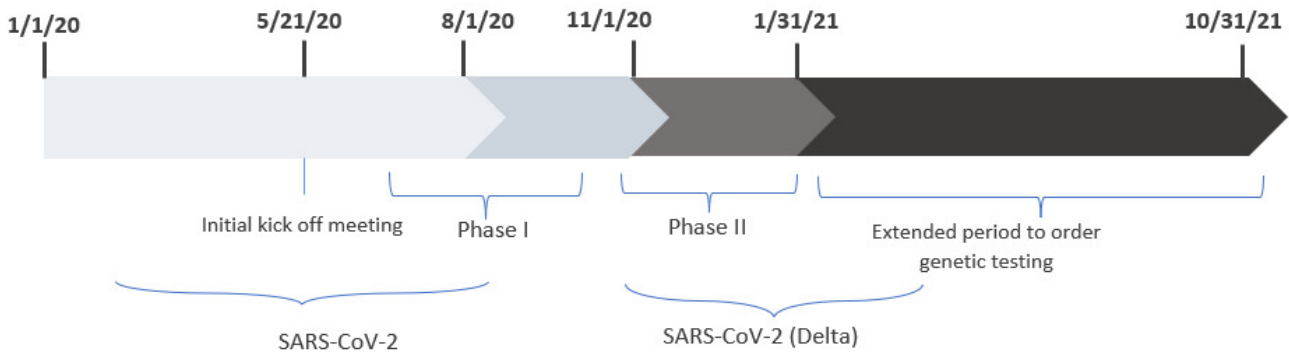 1/1/20
5/21/20
8/1/20
11/1/20
1/31/21
10/31/21
Initial kick off meeting
Phase I
Phase II
Extended period to order
genetic testing
SARS-CoV-2
SARS-CoV-2 (Delta)